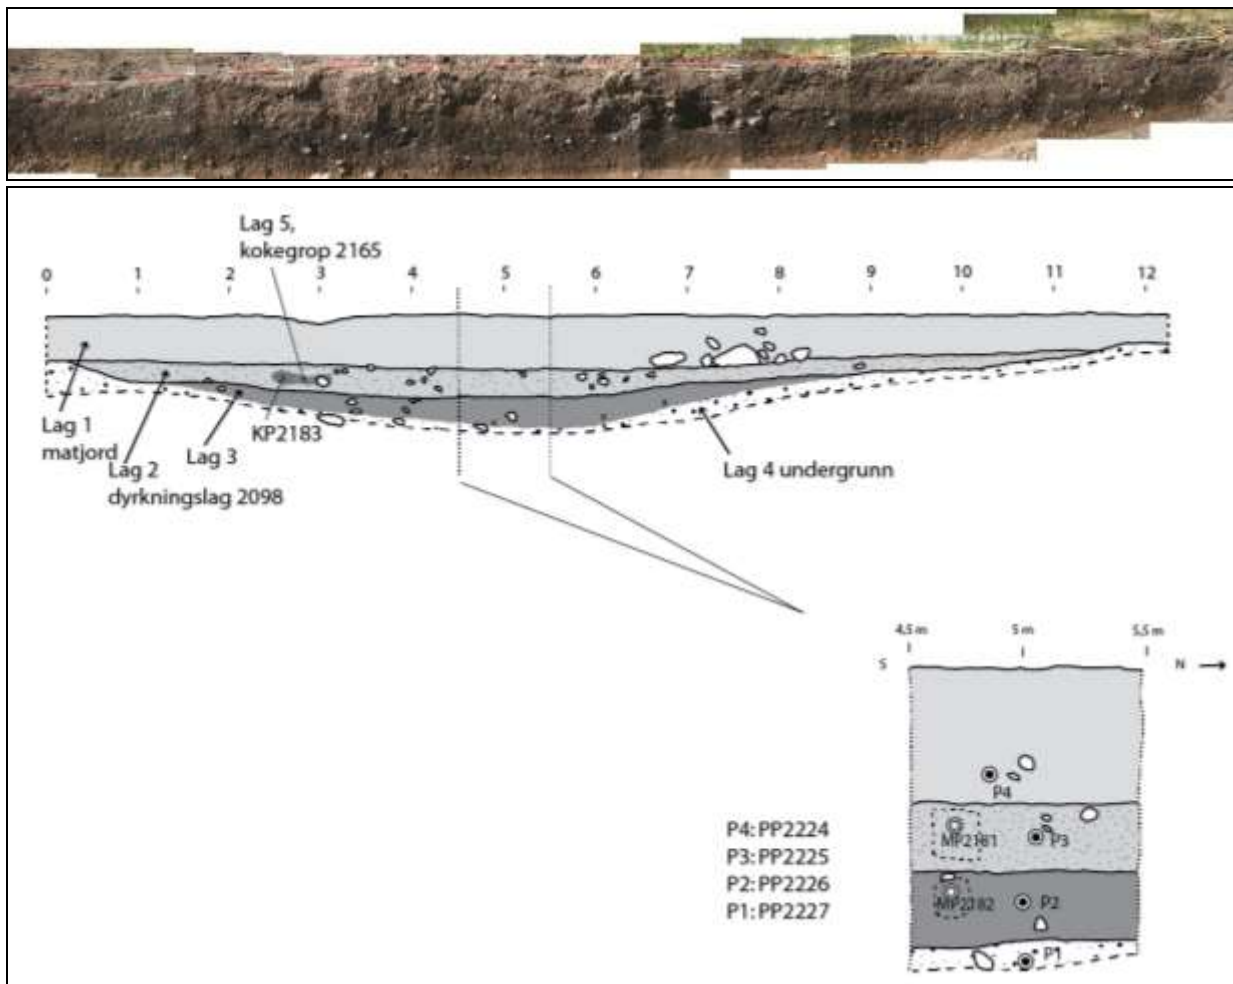 Lag 5,
kokegrop 2165
0 1 2 3 4 5 6 7 8 9 10 11 12
Lag 1
matjord
Lag 2
dyrkningslag 2098
Lag 3
KP2183
Lag 4 undergrunn
4,5 m 5 m 5,5 m
S N
P4
MP2181 P3
MP2182 P2
P1
P4: PP2224
P3: PP2225
P2: PP2226
P1: PP2227